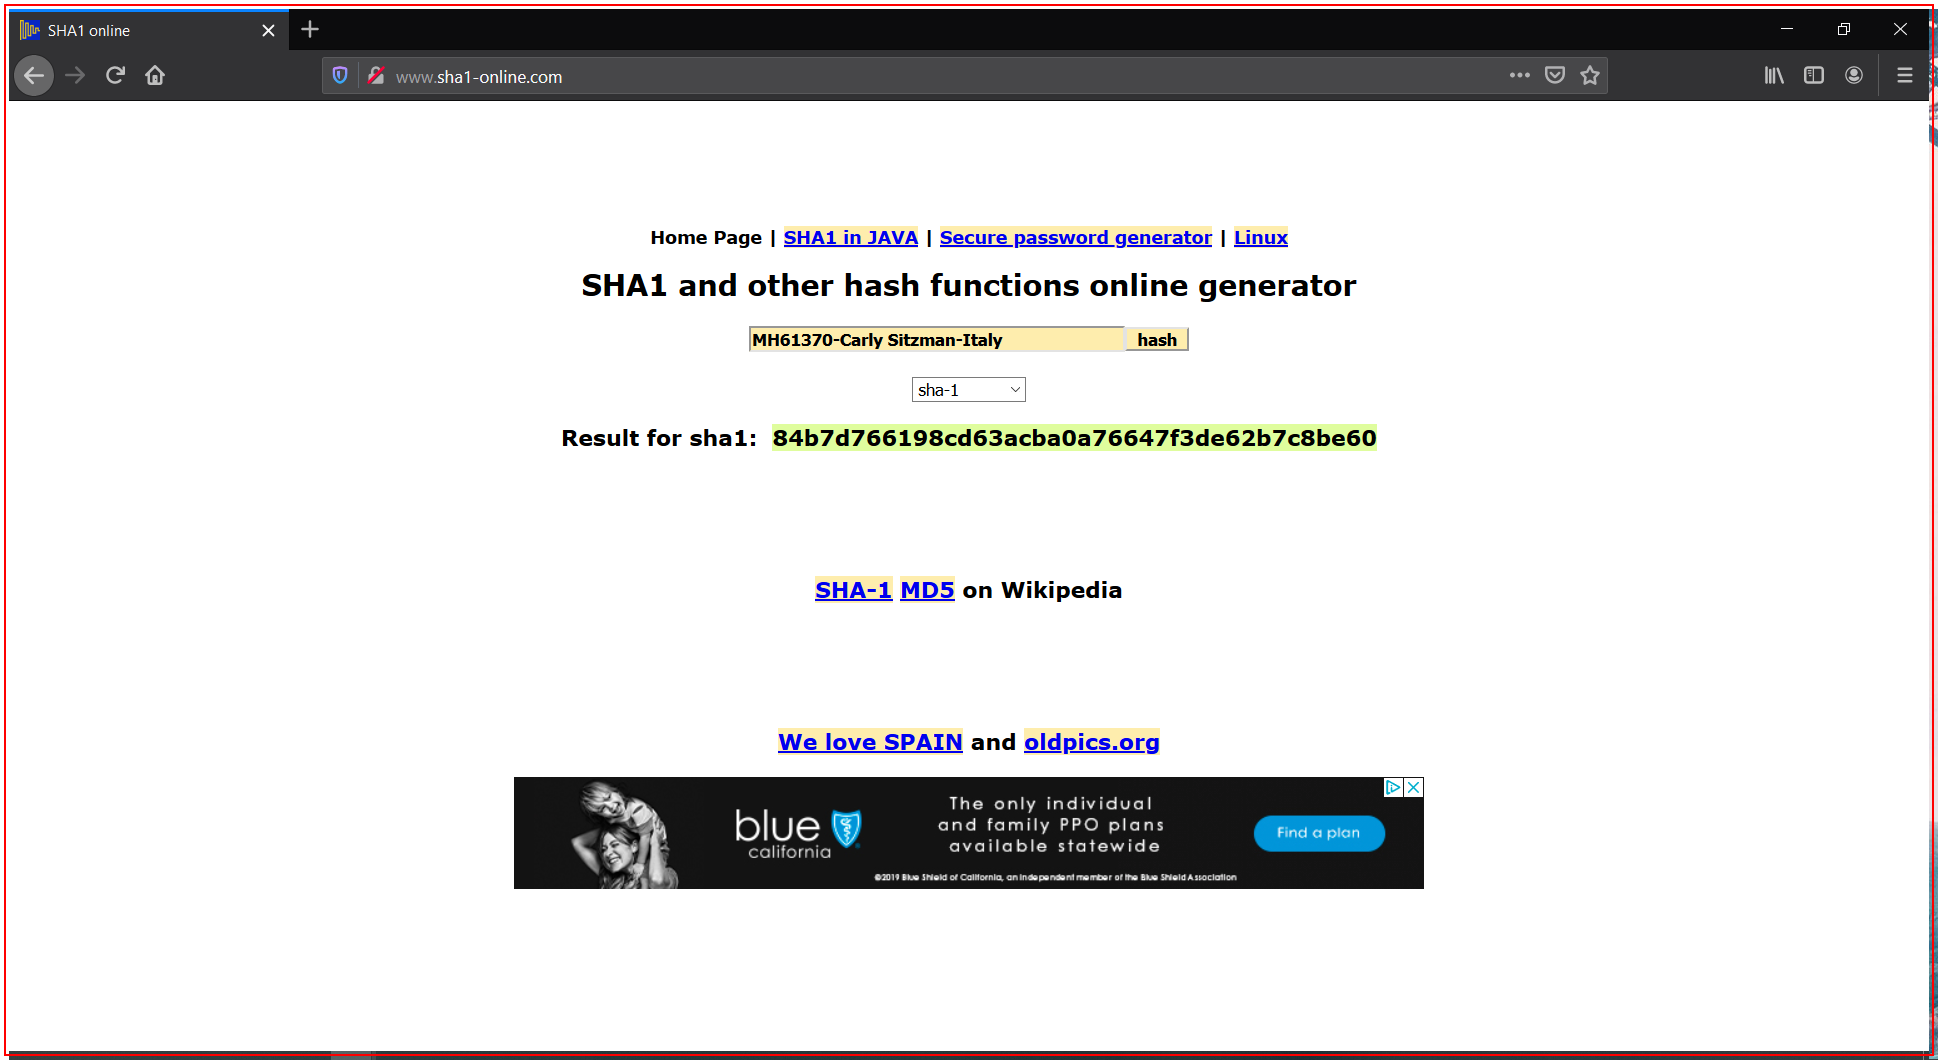 SHA1 online
www.sha1-online.com
Home Page | SHA1 in JAVA | Secure password generator | Linux
SHA1 and other hash functions online generator
MH61370-Carly Sitzman-Italy hash
sha-1
Result for sha1: 84b7d766198cd63acba0a76647f3de62b7c8be60
SHA-1 MD5 on Wikipedia
We love SPAIN and oldpics.org
blue
california
The only individual
and family PPO plans
available statewide
Find a plan
©2019 Blue Shield of California, an independent member of the Blue Shield Association